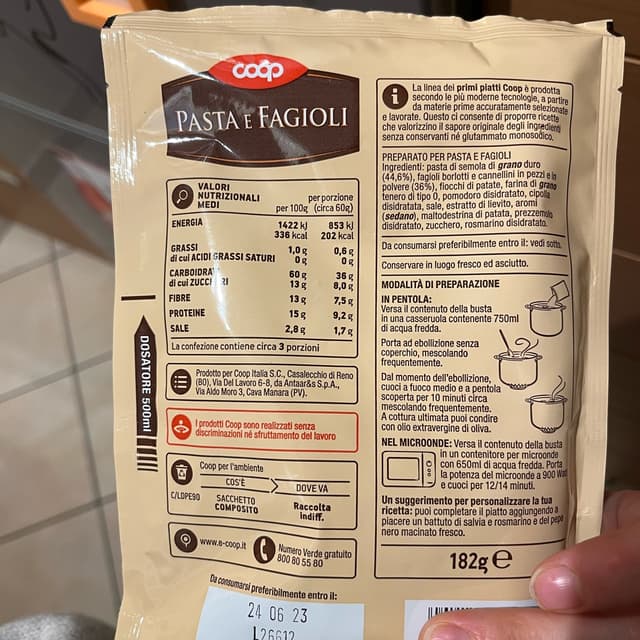 coop
PASTA E FAGIOLI
VALORI
NUTRIZIONALI
MEDI
per 100g
per porzione
(circa 60g)
ENERGIA
1422 kJ 853 kJ
336 kcal 202 kcal
GRASSI 1,0 g 0,6 g
di cui ACIDI GRASSI SATURI 0 g 0 g
CARBOIDRATI 60 g 36 g
di cui ZUCCHERI 13 g 8,0 g
FIBRE 13 g 7,5 g
PROTEINE 15 g 9,2 g
SALE 2,8 g 1,7 g
La confezione contiene circa 3 porzioni
Prodotto per Coop Italia S.C., Casalecchio di Reno
(BO), Via Del Lavoro 6-8, da Antaar&s S.p.A.,
Via Aldo Moro 3, Cava Manara (PV).
I prodotti Coop sono realizzati senza
discriminazioni né sfruttamento del lavoro
Coop per l'ambiente
COS'È DOVE VA
C/LDPE90
SACCHETTO
COMPOSITO
Raccolta
indiff.
www.e-coop.it
Numero Verde gratuito
800 80 55 80
DOSATORE 500ml
i
La linea dei primi piatti Coop è prodotta
secondo le più moderne tecnologie, a partire
da materie prime accuratamente selezionate
e lavorate. Questo ci consente di proporre ricette
che valorizzino il sapore originale degli ingredienti
senza conservanti né glutammato monosodico.
PREPARATO PER PASTA E FAGIOLI
Ingredienti: pasta di semola di grano duro
(44,6%), fagioli borlotti e cannellini in pezzi e in
polvere (36%), fiocchi di patate, farina di grano
tenero di tipo 0, pomodoro disidratato, cipolla
disidratata, sale, estratto di lievito, aromi
(sedano), maltodestrina di patata, prezzemolo
disidratato, zucchero, rosmarino disidratato.
Da consumarsi preferibilmente entro il: vedi sotto.
Conservare in luogo fresco ed asciutto.
MODALITÀ DI PREPARAZIONE
IN PENTOLA:
Versa il contenuto della busta
in una casseruola contenente 750ml
di acqua fredda.
Porta ad ebollizione senza
coperchio, mescolando
frequentemente.
Dal momento dell'ebollizione,
cuoci a fuoco medio e a pentola
scoperta per 10 minuti circa
mescolando frequentemente.
A cottura ultimata puoi condire
con olio extravergine di oliva.
NEL MICROONDE: Versa il contenuto della busta
in un contenitore per microonde
con 650ml di acqua fredda. Porta
la potenza del microonde a 900 Watt
e cuoci per 12/14 minuti.
Un suggerimento per personalizzare la tua
ricetta: puoi completare il piatto aggiungendo a
piacere un battuto di salvia e rosmarino e del pepe
nero macinato fresco.
182g e
Da consumarsi preferibilmente entro il:
24 06 23
L26612